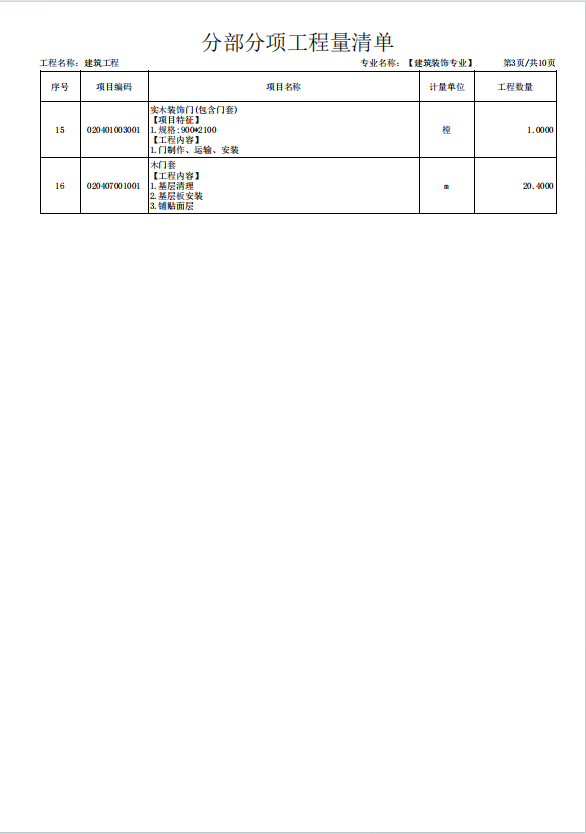 分部分项工程量清单
工程名称：建筑工程 专业名称：【建筑装饰专业】 第3页/共10页
序号 项目编码 项目名称 计量单位 工程数量
实木装饰门(包含门套)
【项目特征】
15 020401003001 1.规格:900*2100 樘 1.0000
【工程内容】
1.门制作、运输、安装
木门套
【工程内容】
16 020407001001 1.基层清理 m 20.4000
2.基层板安装
3.铺贴面层